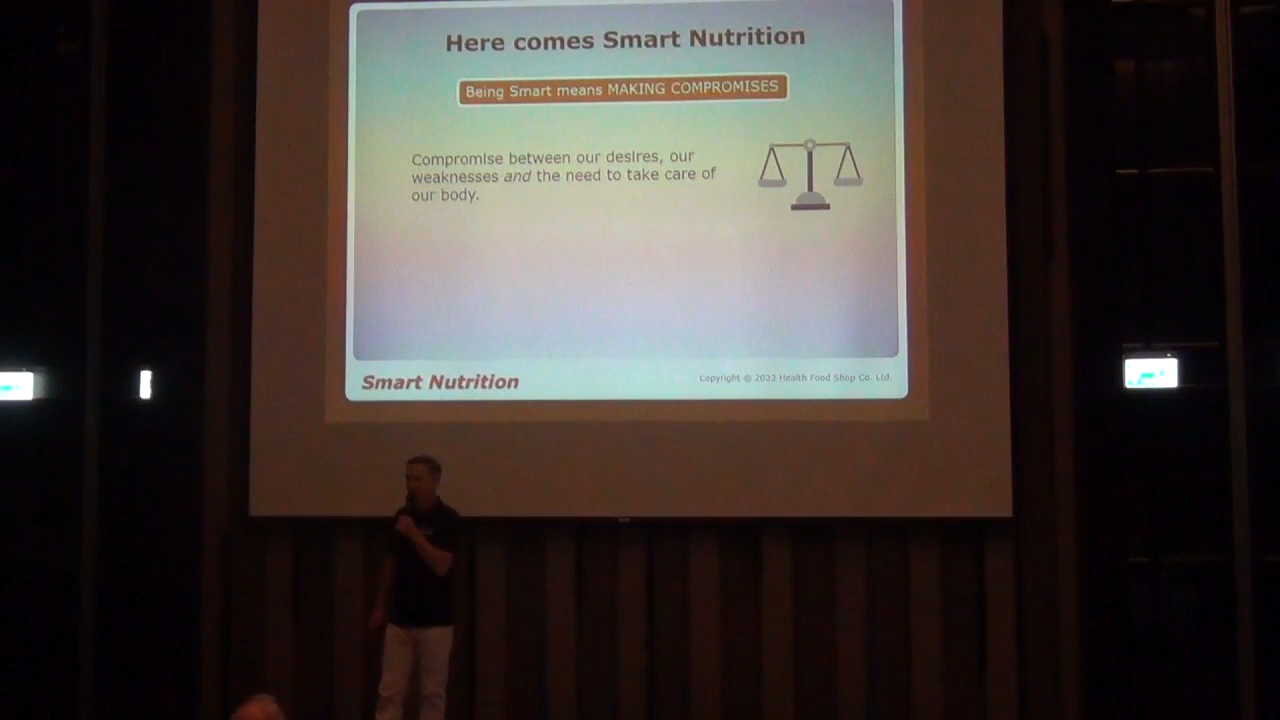 Here comes Smart Nutrition
Being Smart means MAKING COMPROMISES
Compromise between our desires, our
weaknesses and the need to take care of
our body.
Smart Nutrition
Copyright © 2022 Health Food Shop Co. Ltd.